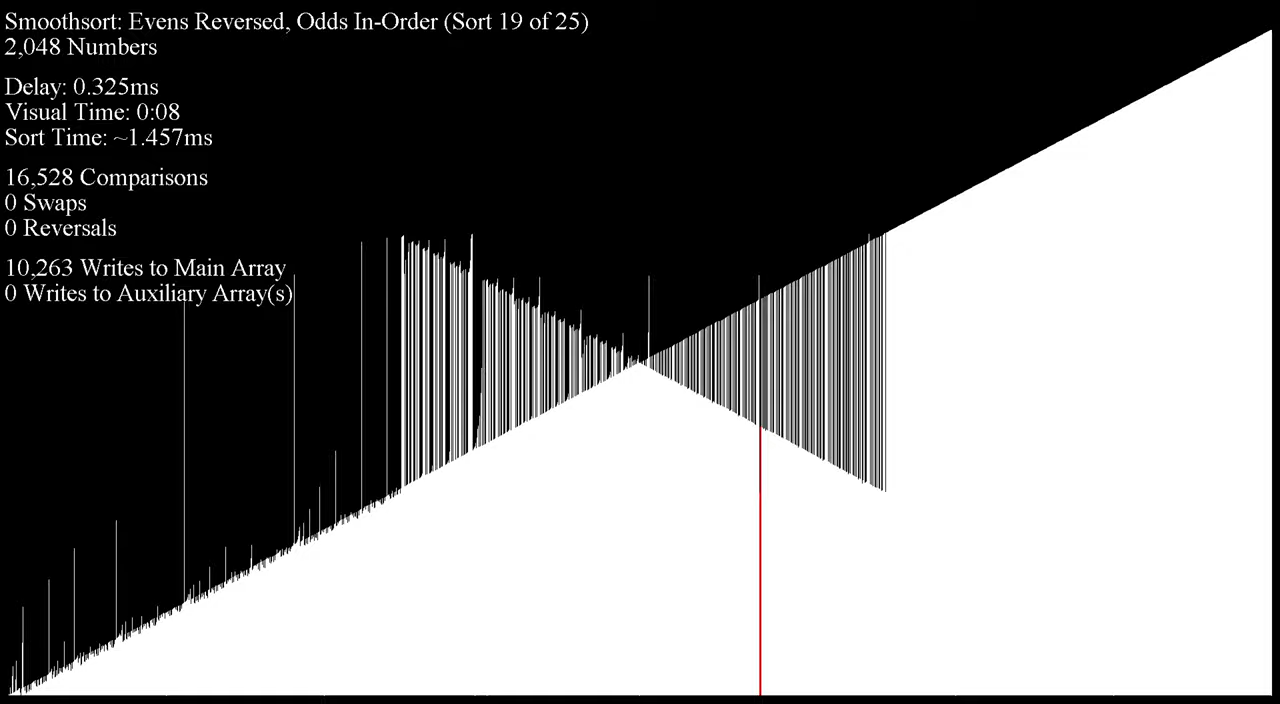 Smoothsort: Evens Reversed, Odds In-Order (Sort 19 of 25)
2,048 Numbers
Delay: 0.325ms
Visual Time: 0:08
Sort Time: ~1.457ms
16,528 Comparisons
0 Swaps
0 Reversals
10,263 Writes to Main Array
0 Writes to Auxiliary Array(s)